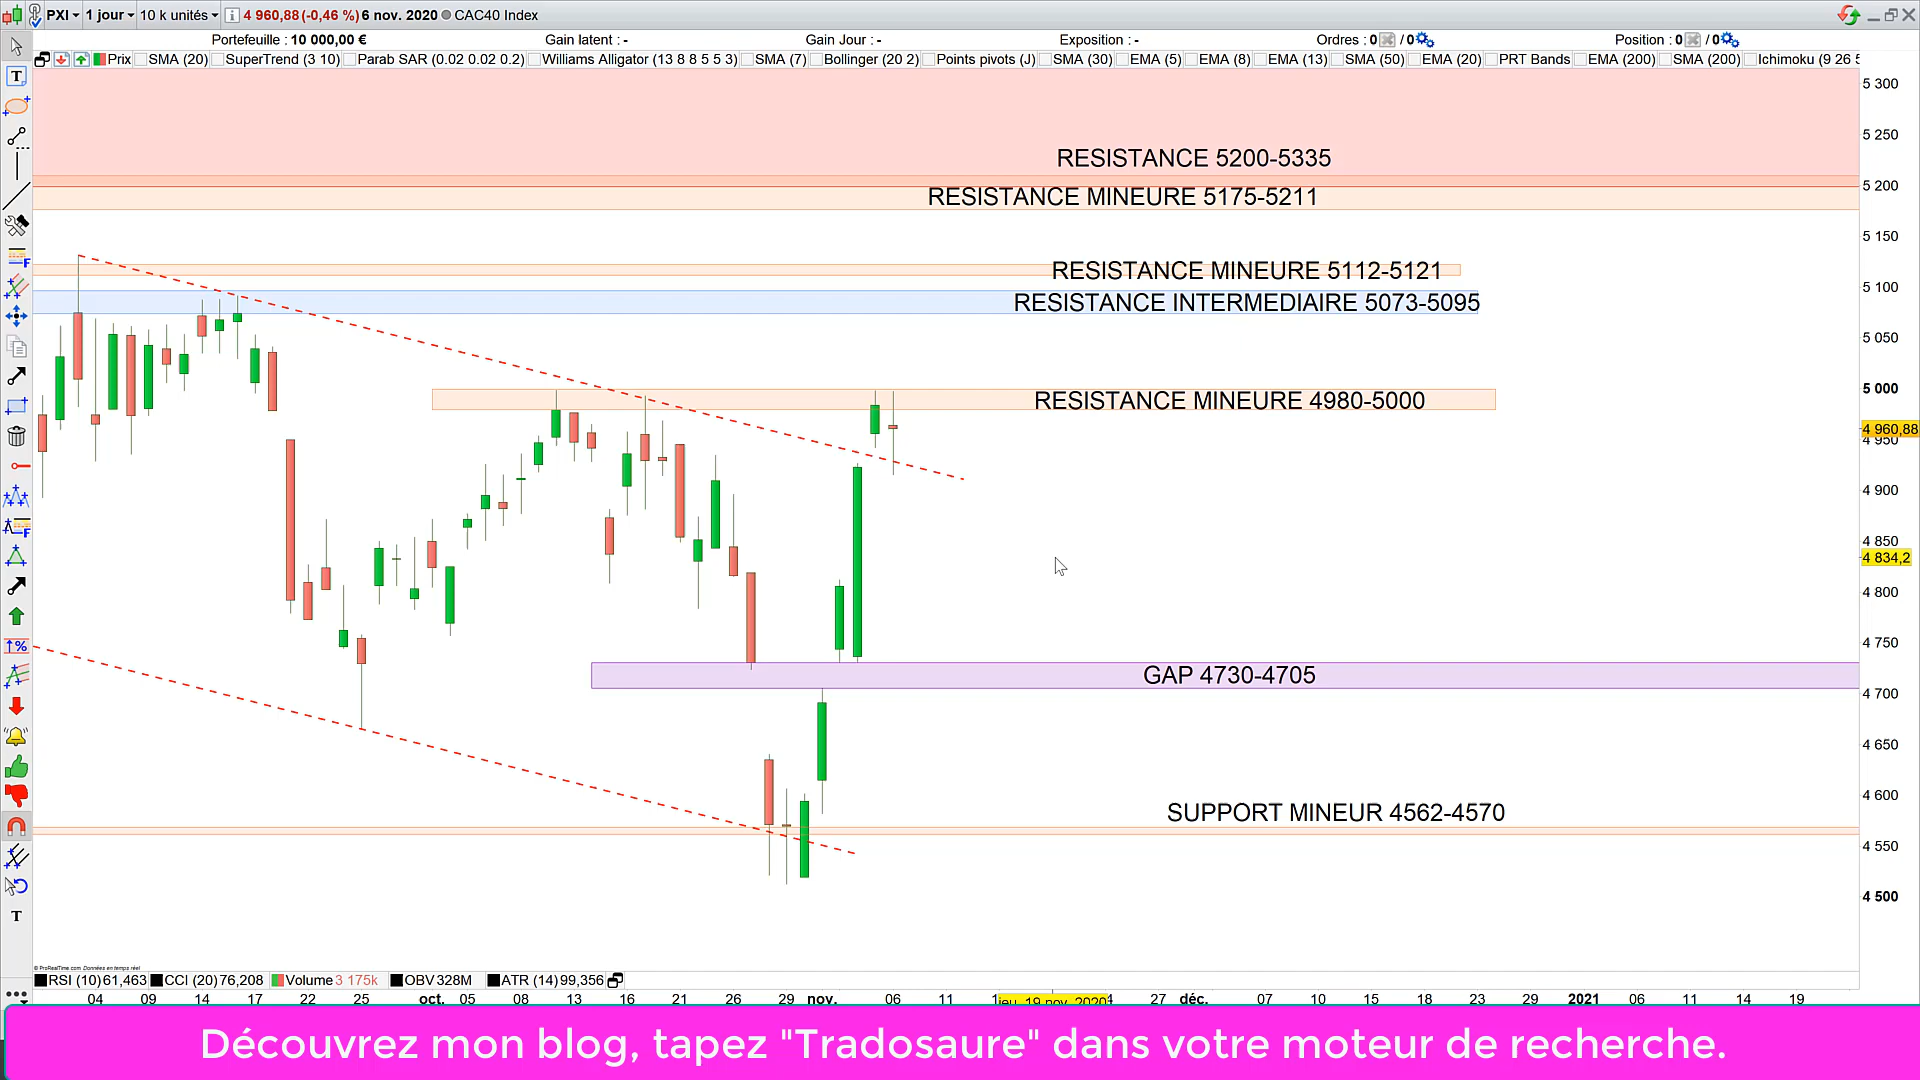 PXI 1 jour 10 k unités 4 960,88 (-0,46 %) 6 nov. 2020 CAC40 Index
Portefeuille : 10 000,00 € Gain latent : - Gain Jour : - Exposition : - Ordres : 0 / 0 Position : 0 / 0
Prix SMA (20) SuperTrend (3 10) Parab SAR (0.02 0.02 0.2) Williams Alligator (13 8 8 5 5 3) SMA (7) Bollinger (20 2) Points pivots (J) SMA (30) EMA (5) EMA (8) EMA (13) SMA (50) EMA (20) PRT Bands EMA (200) SMA (200) Ichimoku (9 26
5 300
5 250
RESISTANCE 5200-5335
5 200
RESISTANCE MINEURE 5175-5211
5 150
RESISTANCE MINEURE 5112-5121
5 100
RESISTANCE INTERMEDIAIRE 5073-5095
5 050
5 000
RESISTANCE MINEURE 4980-5000
4 960,88
4 950
4 900
4 850
4 834,2
4 800
4 750
GAP 4730-4705
4 700
4 650
4 600
SUPPORT MINEUR 4562-4570
4 550
4 500
© ProRealTime.com Données en temps réel
RSI (10) 61,463 CCI (20) 76,208 Volume 3 175k OBV 328M ATR (14) 99,356
04 09 14 17 22 25 oct. 05 08 13 16 21 26 29 nov. 06 11 jeu. 19 nov. 2020 27 déc. 07 10 15 18 23 29 2021 06 11 14 19
Découvrez mon blog, tapez "Tradosaure" dans votre moteur de recherche.